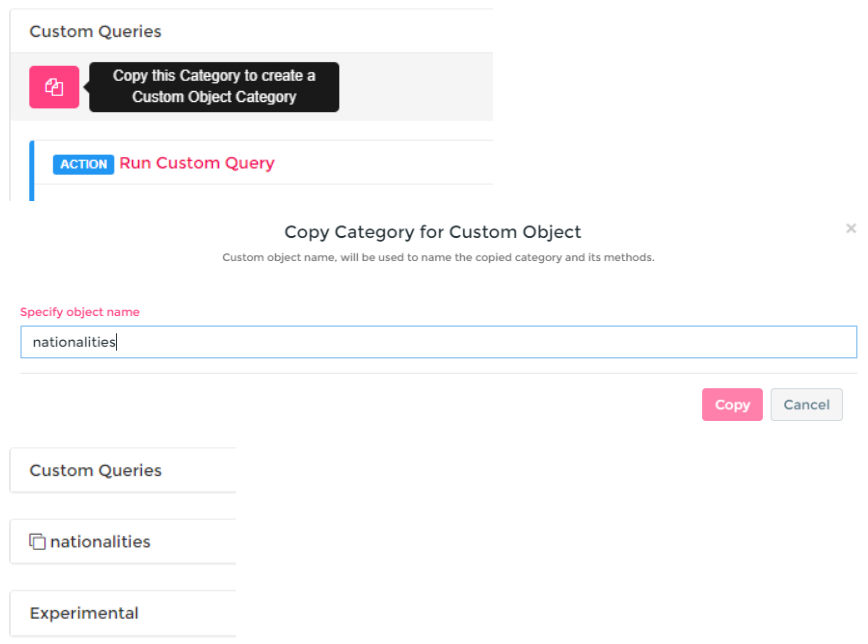 Custom Queries
Copy this Category to create a
Custom Object Category
ACTION Run Custom Query
Copy Category for Custom Object
×
Custom object name, will be used to name the copied category and its methods.
Specify object name
nationalities
Copy Cancel
Custom Queries
nationalities
Experimental